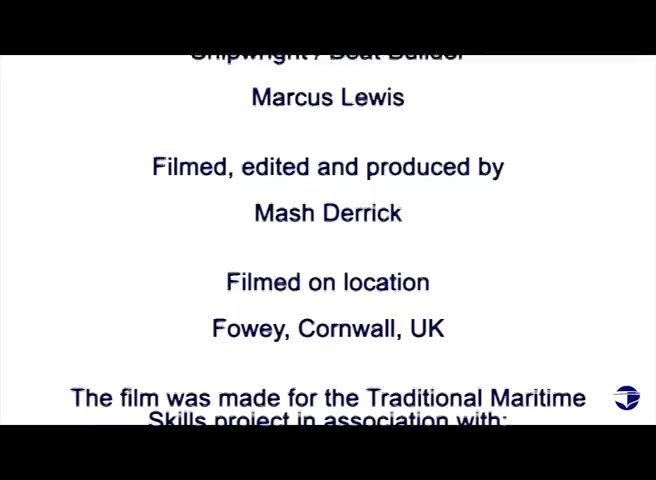 Shipwright / Boat Builder
Marcus Lewis
Filmed, edited and produced by
Mash Derrick
Filmed on location
Fowey, Cornwall, UK
The film was made for the Traditional Maritime
Skills project in association with: